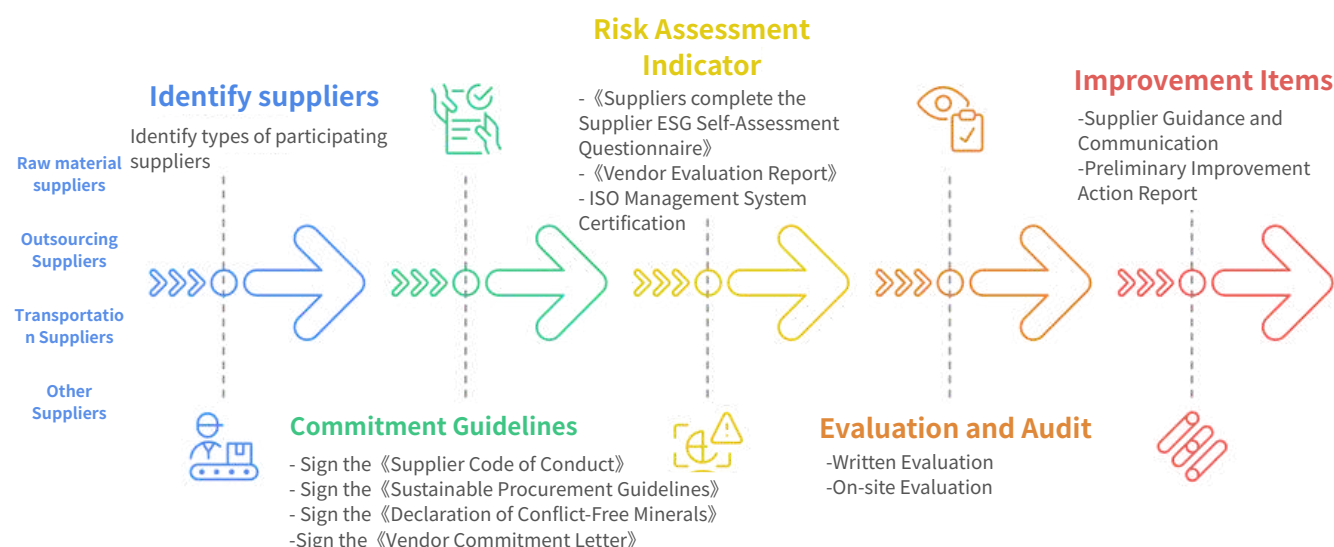 Raw material
suppliers
Outsourcing
Suppliers
Transportatio
n Suppliers
Other
Suppliers
Identify suppliers
Identify types of participating
suppliers
Commitment Guidelines
- Sign the《Supplier Code of Conduct》
- Sign the《Sustainable Procurement Guidelines》
- Sign the《Declaration of Conflict-Free Minerals》
-Sign the《Vendor Commitment Letter》
Risk Assessment
Indicator
-《Suppliers complete the
Supplier ESG Self-Assessment
Questionnaire》
-《Vendor Evaluation Report》
- ISO Management System
Certification
Evaluation and Audit
-Written Evaluation
-On-site Evaluation
Improvement Items
-Supplier Guidance and
Communication
-Preliminary Improvement
Action Report